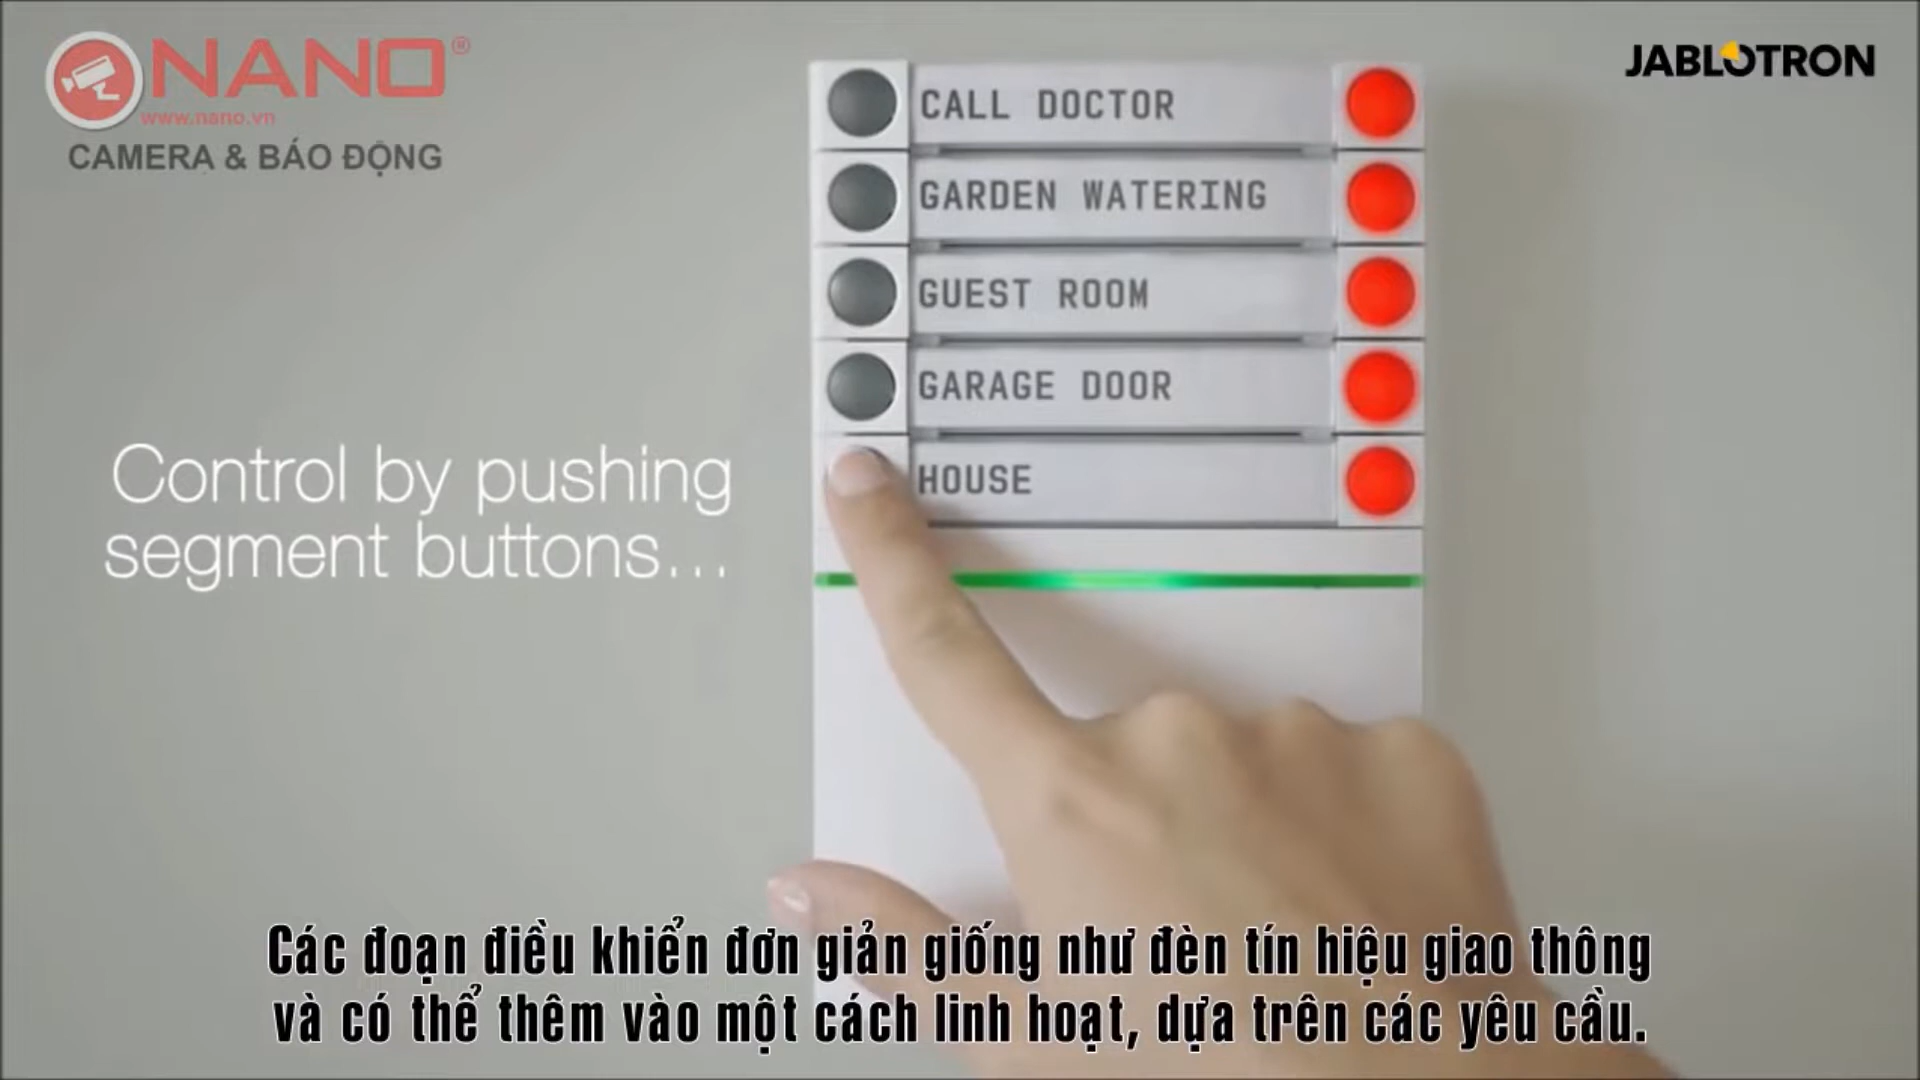 NANO®
www.nano.vn
CAMERA & BÁO ĐỘNG
JABLOTRON
CALL DOCTOR
GARDEN WATERING
GUEST ROOM
GARAGE DOOR
HOUSE
Control by pushing
segment buttons...
Các đoạn điều khiển đơn giản giống như đèn tín hiệu giao thông
và có thể thêm vào một cách linh hoạt, dựa trên các yêu cầu.